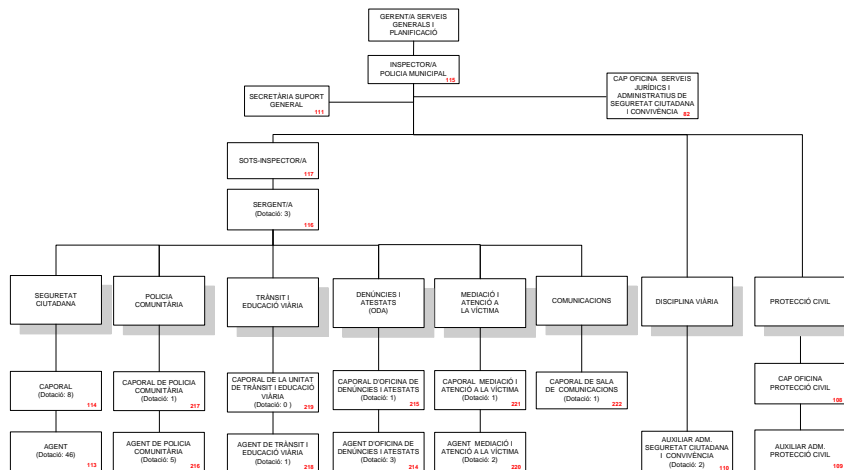 GERENT/A SERVEIS
GENERALS I
PLANIFICACIÓ
INSPECTOR/A
POLICIA MUNICIPAL
115
SECRETÀRIA SUPORT
GENERAL
111
CAP OFICINA SERVEIS
JURÍDICS I
ADMINISTRATIUS DE
SEGURETAT CIUTADANA
I CONVIVÈNCIA
82
SOTS-INSPECTOR/A
117
SERGENT/A
(Dotació: 3)
116
SEGURETAT
CIUTADANA
POLICIA
COMUNITÀRIA
TRÀNSIT I
EDUCACIÓ VIÀRIA
DENÚNCIES I
ATESTATS
(ODA)
MEDIACIÓ I
ATENCIÓ A
LA VÍCTIMA
COMUNICACIONS
DISCIPLINA VIÀRIA
PROTECCIÓ CIVIL
CAPORAL
(Dotació: 8)
114
CAPORAL DE POLICIA
COMUNITÀRIA
(Dotació: 1)
217
CAPORAL DE LA UNITAT
DE TRÀNSIT I EDUCACIÓ
VIÀRIA
(Dotació: 0 )
219
CAPORAL D'OFICINA DE
DENÚNCIES I ATESTATS
(Dotació: 1)
215
CAPORAL MEDIACIÓ I
ATENCIÓ A LA VÍCTIMA
(Dotació: 1)
221
CAPORAL DE SALA
DE COMUNICACIONS
(Dotació: 1)
222
CAP OFICINA
PROTECCIÓ CIVIL
108
AGENT
(Dotació: 46)
113
AGENT DE POLICIA
COMUNITÀRIA
(Dotació: 5)
216
AGENT DE TRÀNSIT I
EDUCACIÓ VIÀRIA
(Dotació: 1)
218
AGENT D'OFICINA DE
DENÚNCIES I ATESTATS
(Dotació: 3)
214
AGENT MEDIACIÓ I
ATENCIÓ A LA VÍCTIMA
(Dotació: 2)
220
AUXILIAR ADM.
SEGURETAT CIUTADANA
I CONVIVÈNCIA
(Dotació: 2)
110
AUXILIAR ADM.
PROTECCIÓ CIVIL
109